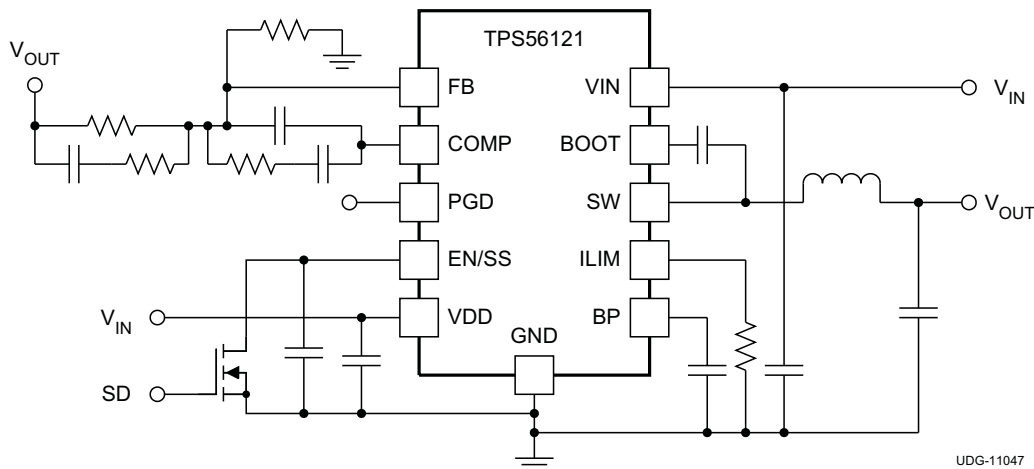 TPS56121
V_OUT
FB
VIN
V_IN
COMP
BOOT
PGD
SW
V_OUT
EN/SS
ILIM
V_IN
VDD
BP
GND
SD
UDG-11047